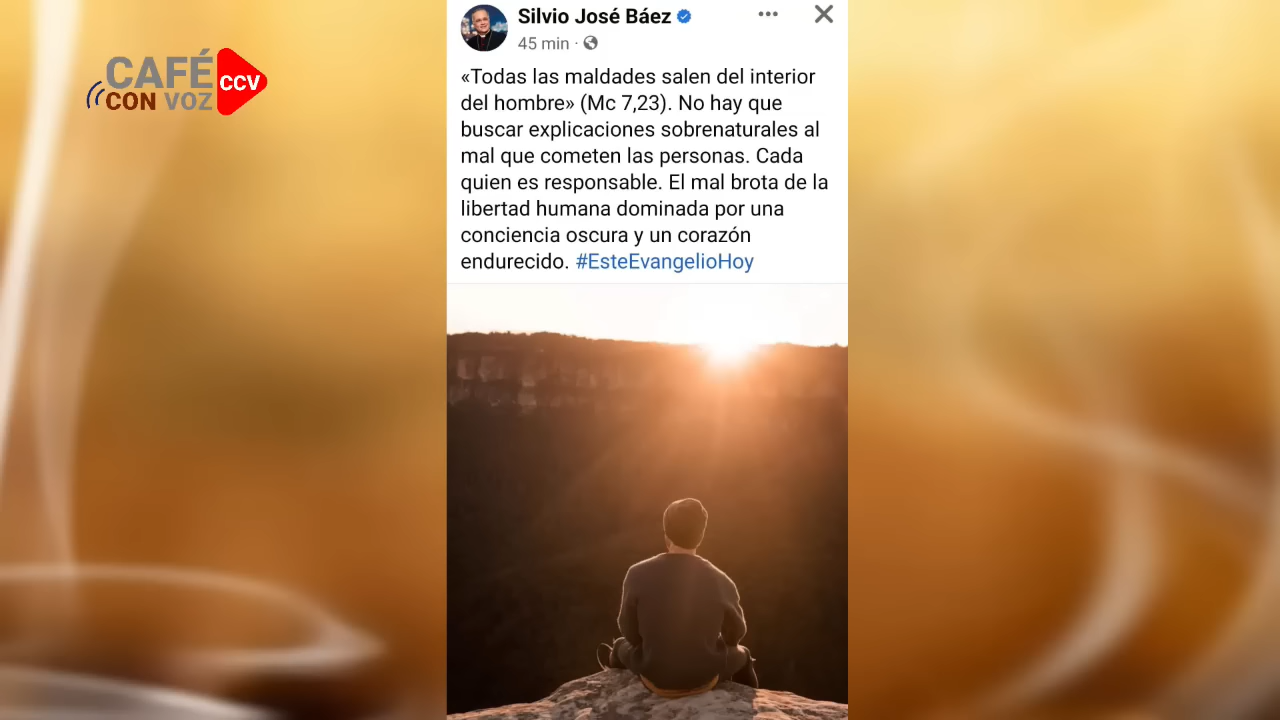 CAFÉ
CON VOZ
CCV
Silvio José Báez
45 min ·
«Todas las maldades salen del interior
del hombre» (Mc 7,23). No hay que
buscar explicaciones sobrenaturales al
mal que cometen las personas. Cada
quien es responsable. El mal brota de la
libertad humana dominada por una
conciencia oscura y un corazón
endurecido. #EsteEvangelioHoy